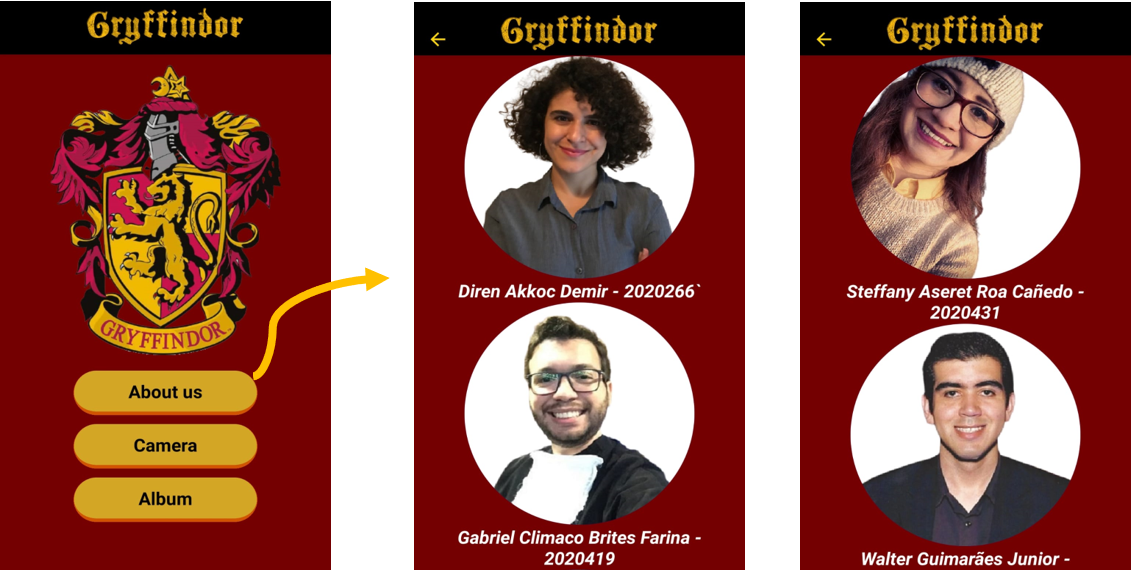 Gryffindor
GRYFFINDOR
About us
Camera
Album
Gryffindor
Diren Akkoc Demir - 2020266`
Gabriel Climaco Brites Farina -
2020419
Gryffindor
Steffany Aseret Roa Cañedo -
2020431
Walter Guimarães Junior -